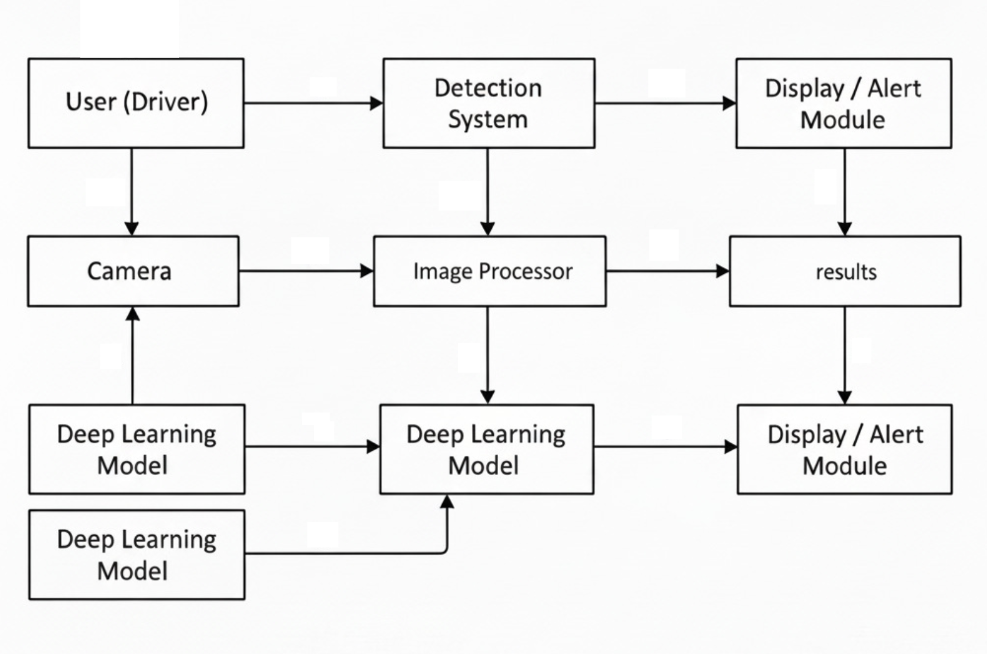 User (Driver)
Detection
System
Display / Alert
Module
Camera
Image Processor
results
Deep Learning
Model
Deep Learning
Model
Display / Alert
Module
Deep Learning
Model